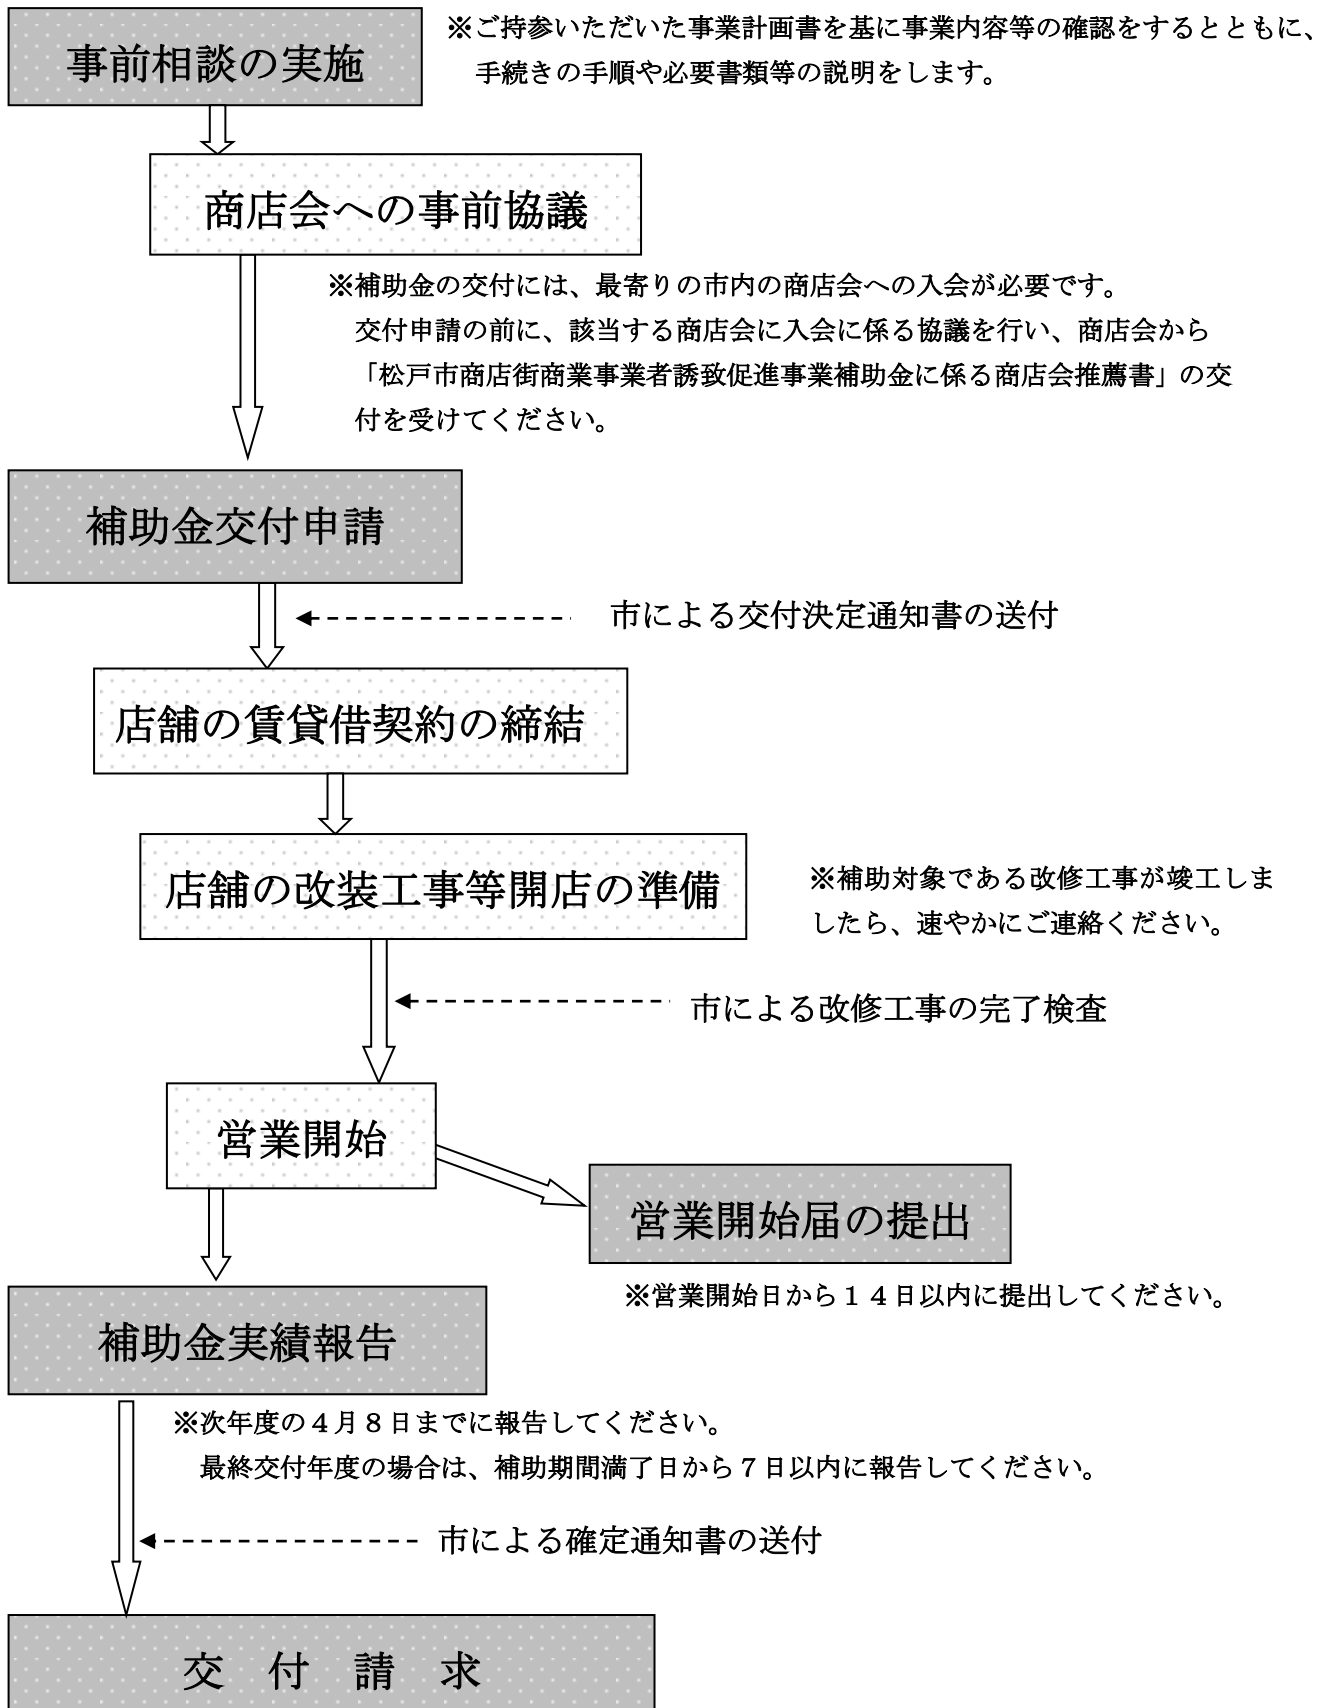 事前相談の実施
※ご持参いただいた事業計画書を基に事業内容等の確認をするとともに、
手続きの手順や必要書類等の説明をします。
商店会への事前協議
※補助金の交付には、最寄りの市内の商店会への入会が必要です。
交付申請の前に、該当する商店会に入会に係る協議を行い、商店会から
「松戸市商店街商業事業者誘致促進事業補助金に係る商店会推薦書」の交
付を受けてください。
補助金交付申請
市による交付決定通知書の送付
店舗の賃貸借契約の締結
店舗の改装工事等開店の準備
※補助対象である改修工事が竣工しま
したら、速やかにご連絡ください。
市による改修工事の完了検査
営業開始
営業開始届の提出
※営業開始日から１４日以内に提出してください。
補助金実績報告
※次年度の４月８日までに報告してください。
最終交付年度の場合は、補助期間満了日から７日以内に報告してください。
市による確定通知書の送付
交　付　請　求